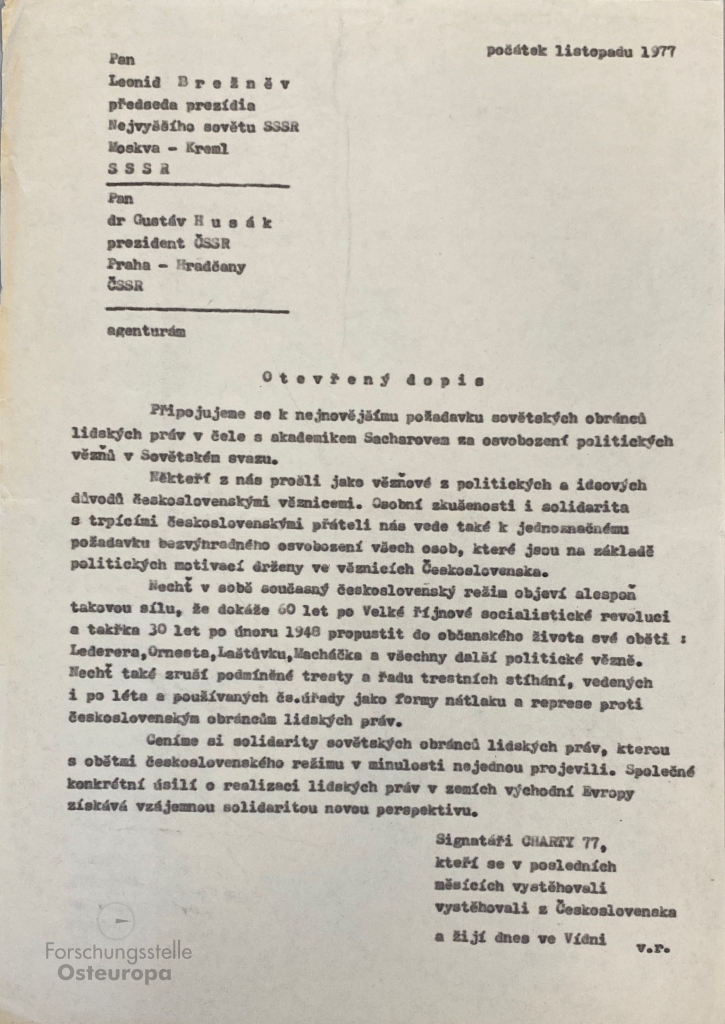 počátek listopadu 1977
Pan
Leonid B r e ž n ě v
předseda prezídia
Nejvyššího sovětu SSSR
Moskva - Kreml
S S S R
Pan
dr Gustáv H u s á k
prezident ČSSR
Praha - Hradčany
ČSSR
agenturám
O t e v ř e n ý  d o p i s
Připojujeme se k nejnovějšímu požadavku sovětských obránců
lidských práv v čele s akademikem Sacharovem za osvobození politických
vězňů v Sovětském svazu.
Někteří z nás prošli jako vězňové z politických a ideových
důvodů československými věznicemi. Osobní zkušenosti i solidarita
s trpícími československými přáteli nás vede také k jednoznačnému
požadavku bezvýhradného osvobození všech osob, které jsou na základě
politických motivací drženy ve věznicích Československa.
Nechť v sobě současný československý režim objeví alespoň
takovou sílu, že dokáže 60 let po Velké říjnové socialistické revoluci
a takřka 30 let po únoru 1948 propustit do občanského života své oběti :
Lederera,Ornesta,Laštůvku,Macháčka a všechny další politické vězně.
Nechť také zruší podmíněné tresty a řadu trestních stíhání, vedených
i po léta a používaných čs.úřady jako formy nátlaku a represe proti
československým obráncům lidských práv.
Ceníme si solidarity sovětských obránců lidských práv, kterou
s obětmi československého režimu v minulosti nejednou projevili. Společné
konkrétní úsilí o realizaci lidských práv v zemích východní Evropy
získává vzájemnou solidaritou novou perspektivu.
Signatáři CHARTY 77,
kteří se v posledních
měsících vystěhovali
vystěhovali z Československa
a žijí dnes ve Vídni
v.r.
Forschungsstelle
Osteuropa